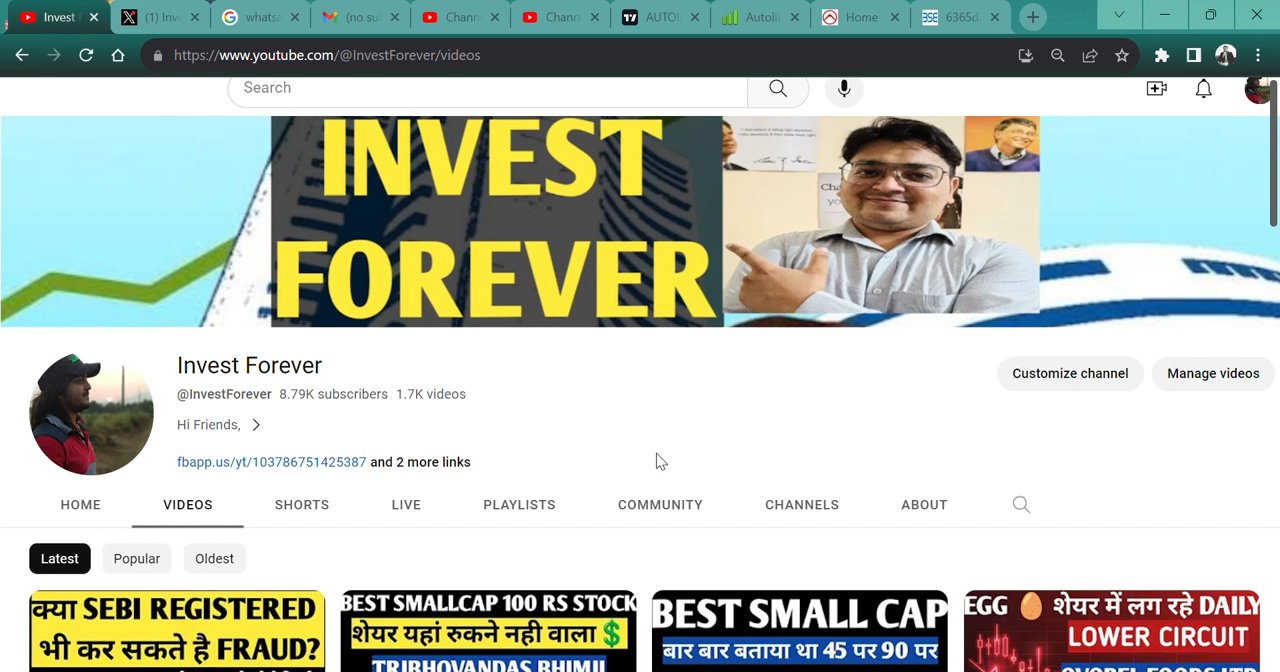 Invest
(1) Inv
whatsa
(no su
Chann
Chann
AUTOI
Autoli
Home
6365d
https://www.youtube.com/@InvestForever/videos
Search
INVEST
FOREVER
Invest Forever
@InvestForever 8.79K subscribers 1.7K videos
Customize channel
Manage videos
Hi Friends,
fbapp.us/yt/103786751425387 and 2 more links
HOME
VIDEOS
SHORTS
LIVE
PLAYLISTS
COMMUNITY
CHANNELS
ABOUT
Latest
Popular
Oldest
क्या SEBI REGISTERED
भी कर सकते है FRAUD?
BEST SMALLCAP 100 RS STOCK
शेयर यहां रुकने नही वाला 💲
TRIBHOVANDAS BHIMJI
BEST SMALL CAP
बार बार बताया था 45 पर 90 पर
EGG 🥚 शेयर में लग रहे DAILY
LOWER CIRCUIT